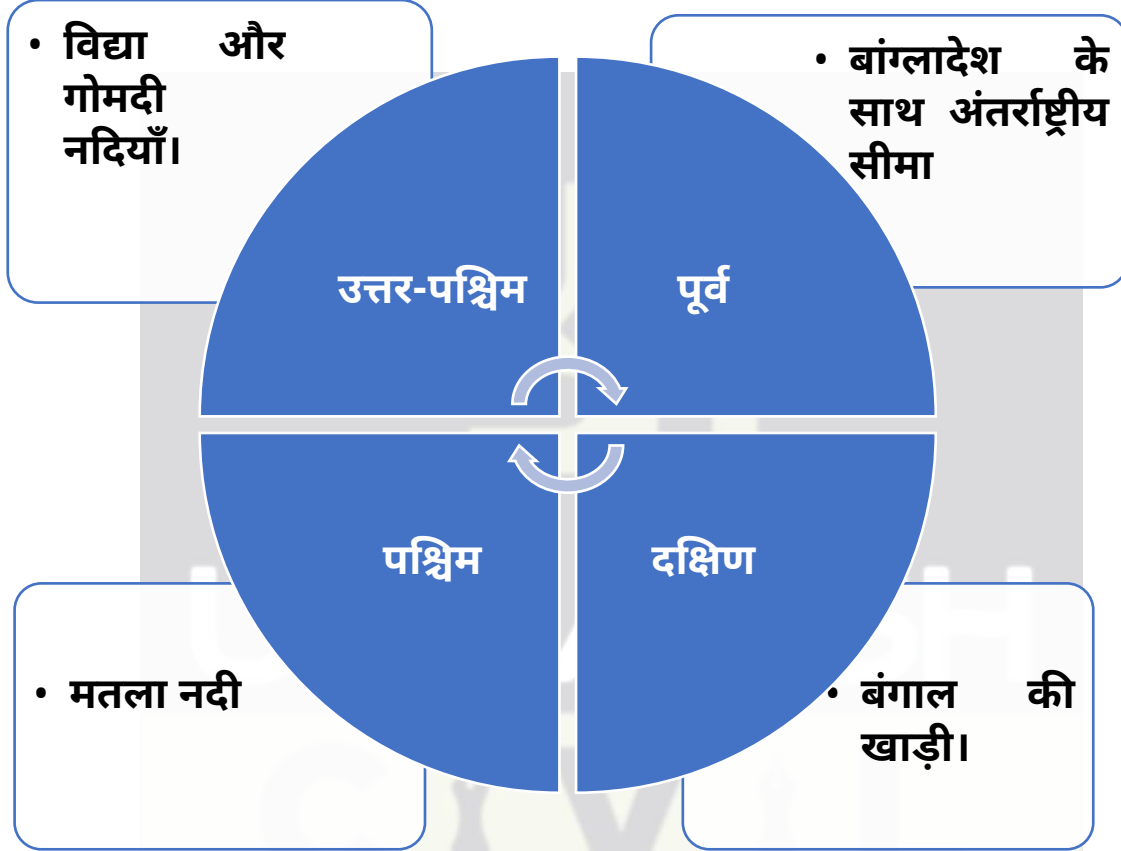 • विद्या और
गोमदी
नदियाँ।
• बांग्लादेश के
साथ अंतर्राष्ट्रीय
सीमा
उत्तर-पश्चिम
पूर्व
पश्चिम
दक्षिण
• मतला नदी
• बंगाल की
खाड़ी।